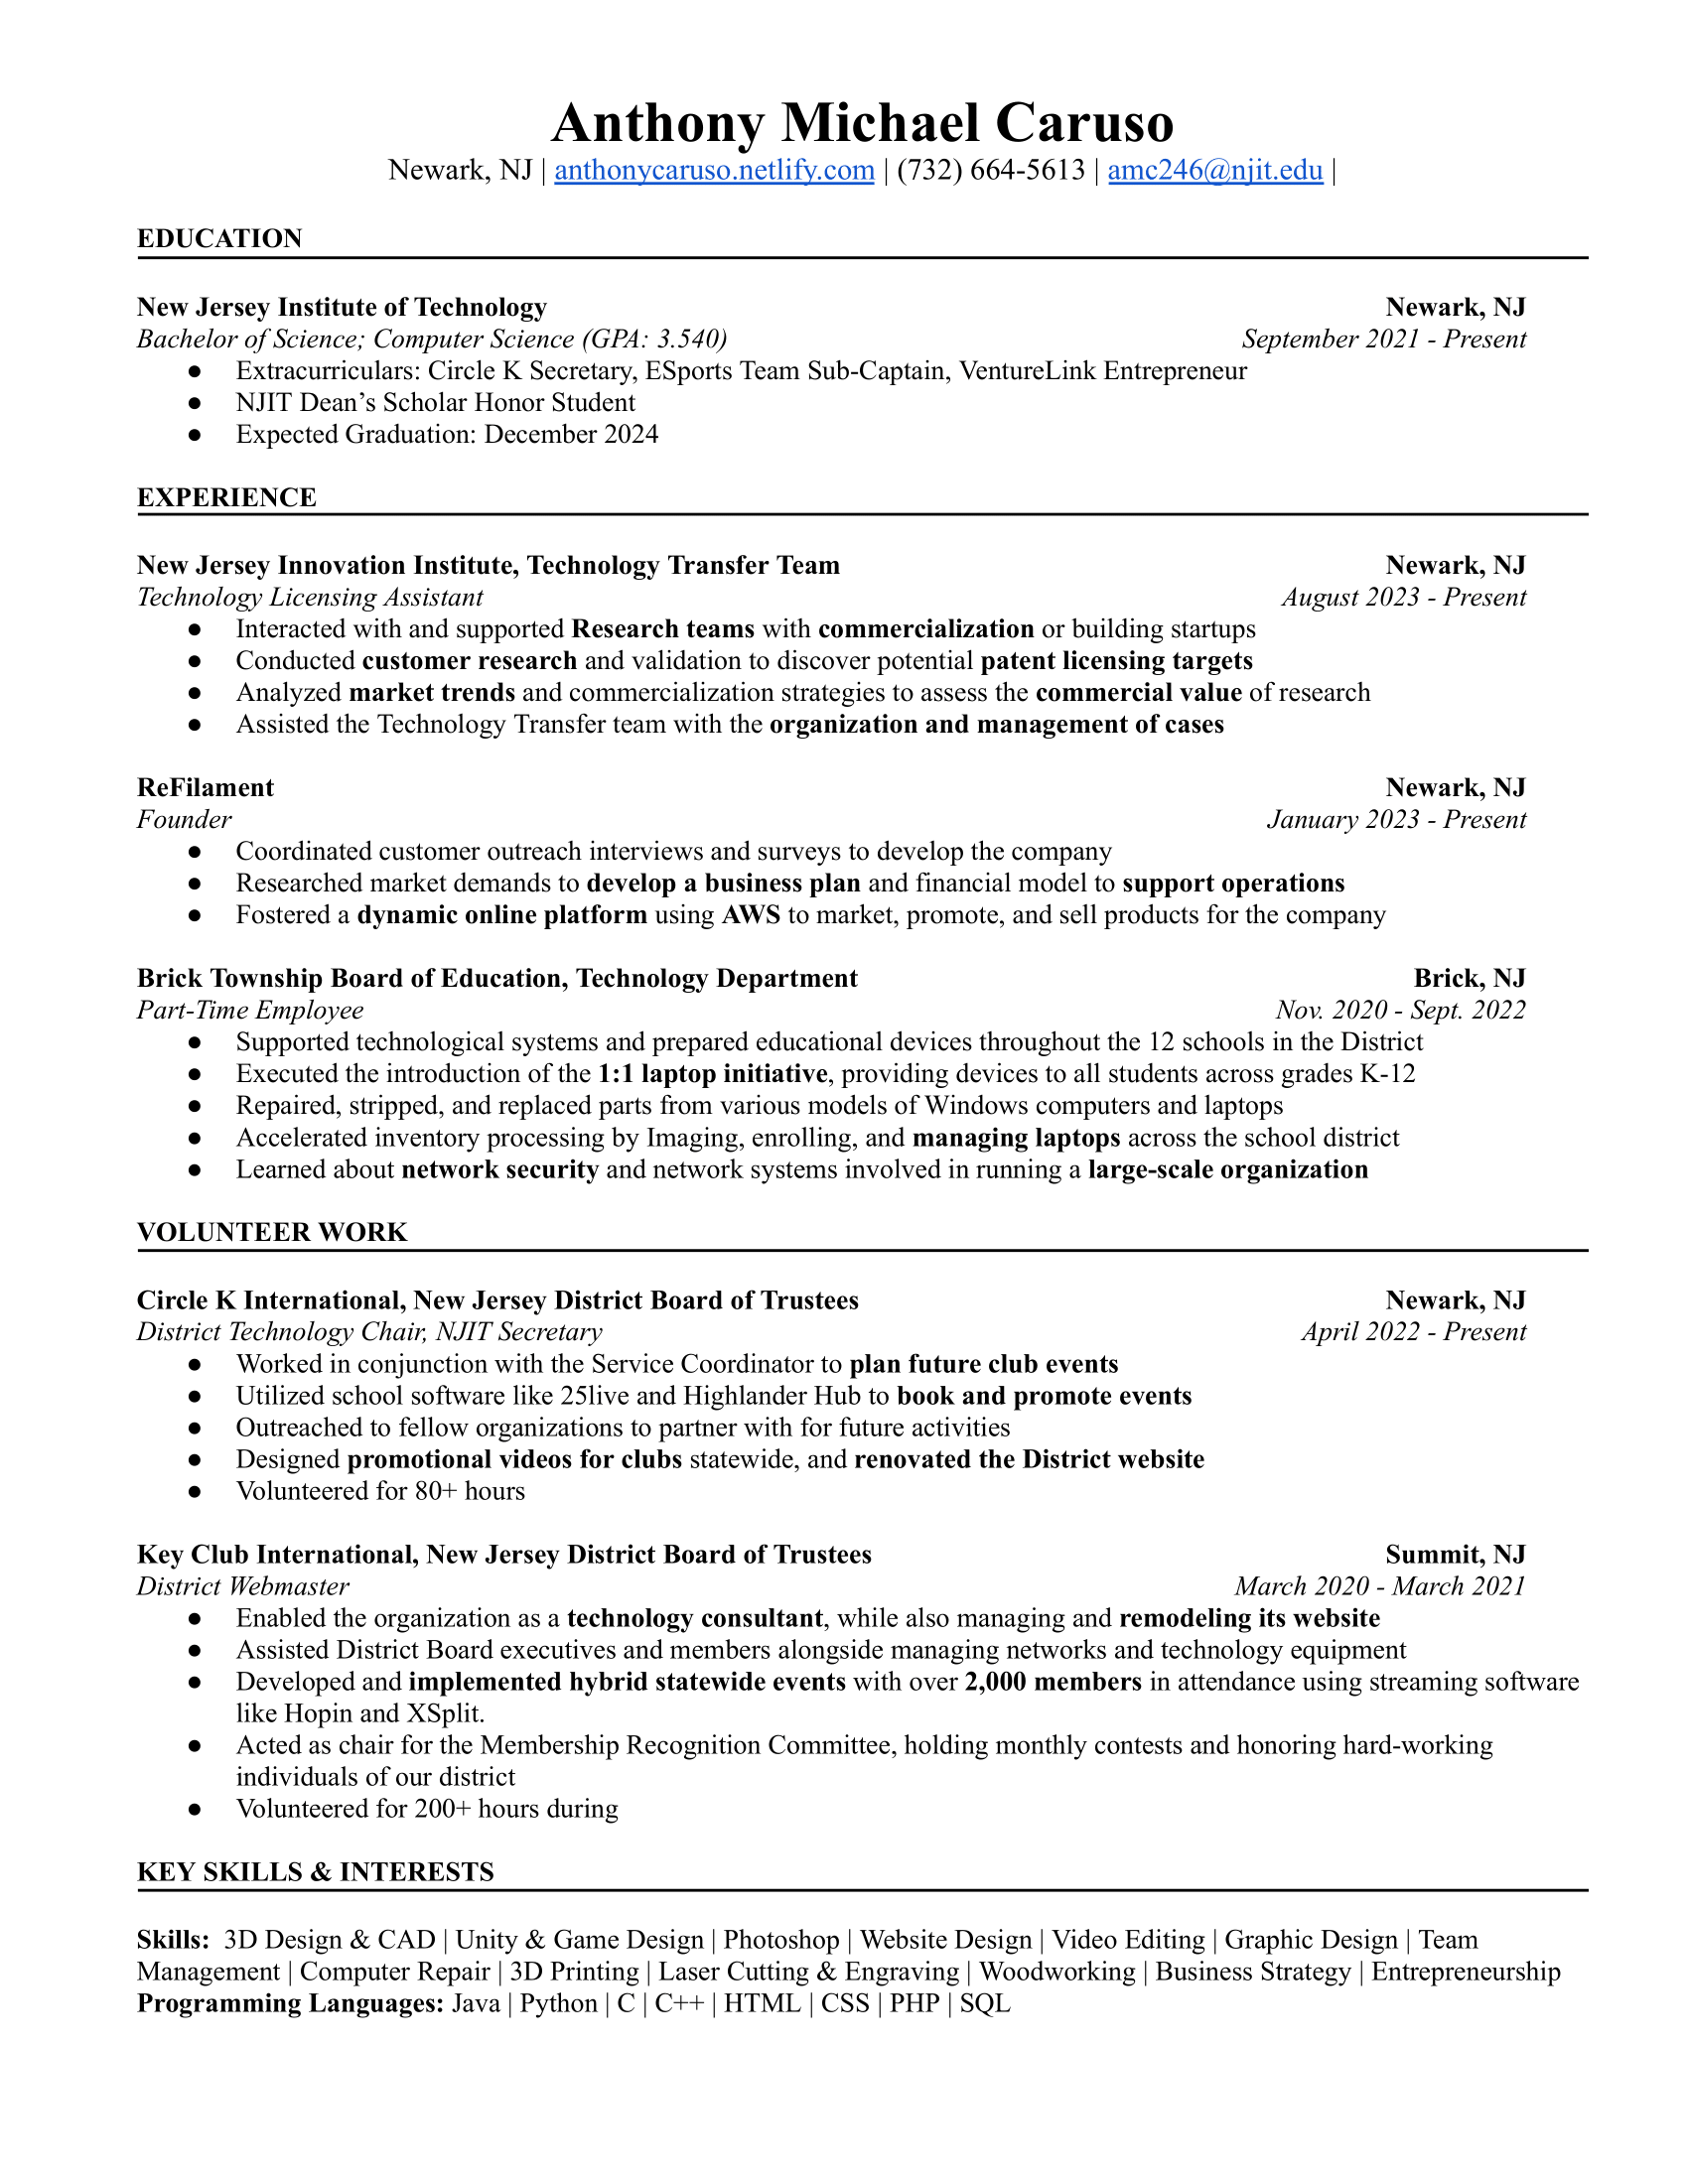 Anthony Michael Caruso
Newark, NJ | anthonycaruso.netlify.com | (732) 664-5613 | amc246@njit.edu |
EDUCATION
New Jersey Institute of Technology Newark, NJ
Bachelor of Science; Computer Science (GPA: 3.540) September 2021 - Present
● Extracurriculars: Circle K Secretary, ESports Team Sub-Captain, VentureLink Entrepreneur
● NJIT Dean’s Scholar Honor Student
● Expected Graduation: December 2024
EXPERIENCE
New Jersey Innovation Institute, Technology Transfer Team Newark, NJ
Technology Licensing Assistant August 2023 - Present
● Interacted with and supported Research teams with commercialization or building startups
● Conducted customer research and validation to discover potential patent licensing targets
● Analyzed market trends and commercialization strategies to assess the commercial value of research
● Assisted the Technology Transfer team with the organization and management of cases
ReFilament Newark, NJ
Founder January 2023 - Present
● Coordinated customer outreach interviews and surveys to develop the company
● Researched market demands to develop a business plan and financial model to support operations
● Fostered a dynamic online platform using AWS to market, promote, and sell products for the company
Brick Township Board of Education, Technology Department Brick, NJ
Part-Time Employee Nov. 2020 - Sept. 2022
● Supported technological systems and prepared educational devices throughout the 12 schools in the District
● Executed the introduction of the 1:1 laptop initiative, providing devices to all students across grades K-12
● Repaired, stripped, and replaced parts from various models of Windows computers and laptops
● Accelerated inventory processing by Imaging, enrolling, and managing laptops across the school district
● Learned about network security and network systems involved in running a large-scale organization
VOLUNTEER WORK
Circle K International, New Jersey District Board of Trustees Newark, NJ
District Technology Chair, NJIT Secretary April 2022 - Present
● Worked in conjunction with the Service Coordinator to plan future club events
● Utilized school software like 25live and Highlander Hub to book and promote events
● Outreached to fellow organizations to partner with for future activities
● Designed promotional videos for clubs statewide, and renovated the District website
● Volunteered for 80+ hours
Key Club International, New Jersey District Board of Trustees Summit, NJ
District Webmaster March 2020 - March 2021
● Enabled the organization as a technology consultant, while also managing and remodeling its website
● Assisted District Board executives and members alongside managing networks and technology equipment
● Developed and implemented hybrid statewide events with over 2,000 members in attendance using streaming software
like Hopin and XSplit.
● Acted as chair for the Membership Recognition Committee, holding monthly contests and honoring hard-working
individuals of our district
● Volunteered for 200+ hours during
KEY SKILLS & INTERESTS
Skills: 3D Design & CAD | Unity & Game Design | Photoshop | Website Design | Video Editing | Graphic Design | Team
Management | Computer Repair | 3D Printing | Laser Cutting & Engraving | Woodworking | Business Strategy | Entrepreneurship
Programming Languages: Java | Python | C | C++ | HTML | CSS | PHP | SQL